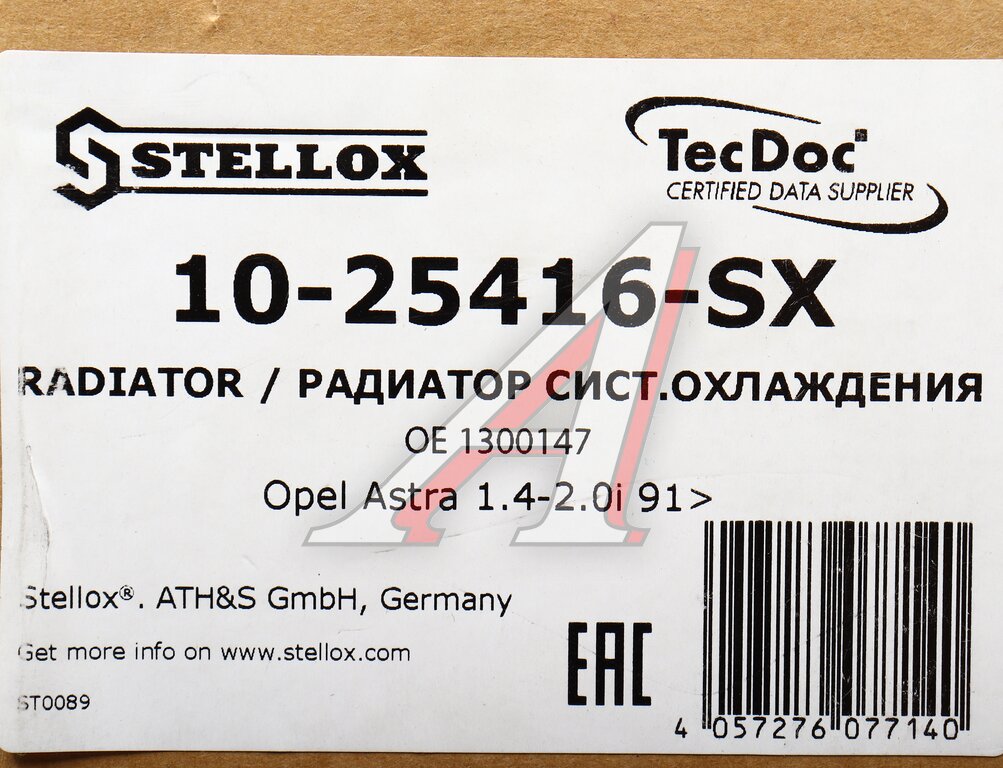 STELLOX
TecDoc
CERTIFIED DATA SUPPLIER
10-25416-SX
RADIATOR / РАДИАТОР СИСТ.ОХЛАЖДЕНИЯ
OE 1300147
Opel Astra 1.4-2.0i 91>
Stellox®. ATH&S GmbH, Germany
Get more info on www.stellox.com
ST0089
EAC
4 057276 077140